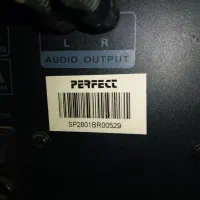 L R
AUDIO OUTPUT
PERFECT
SP2801BR00529